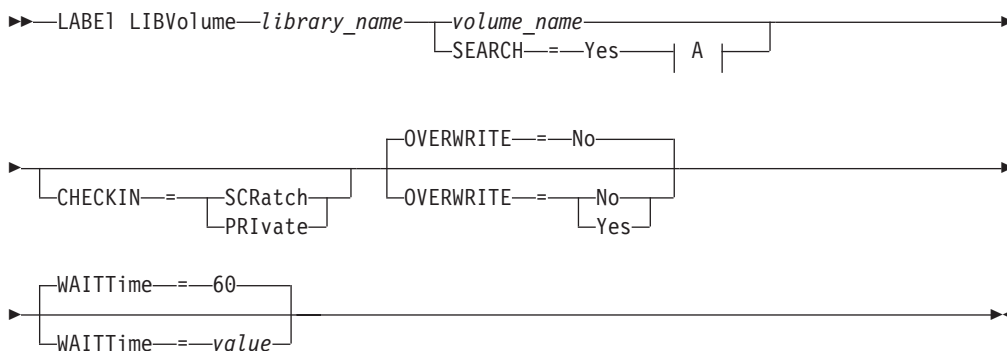 LABEl LIBVolume library_name volume_name
SEARCH = Yes A
OVERWRITE = No
CHECKIN = SCRatch OVERWRITE = No
PRIvate Yes
WAITTime = 60
WAITTime = value